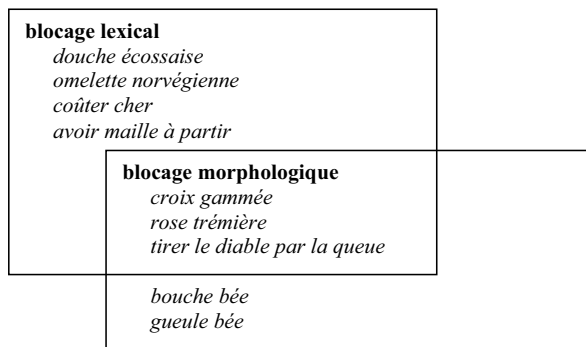 blocage lexical
douche écossaise
omelette norvégienne
coûter cher
avoir maille à partir
blocage morphologique
croix gammée
rose trémière
tirer le diable par la queue
bouche bée
gueule bée